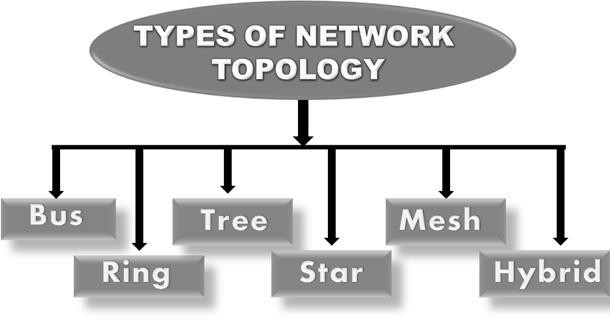 TYPES OF NETWORK
TOPOLOGY
Bus
Tree
Mesh
Ring
Star
Hybrid